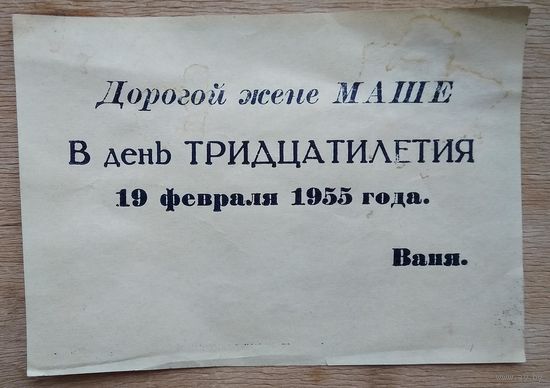 Дорогой жене МАШЕ
В день ТРИДЦАТИЛЕТИЯ
19 февраля 1955 года.
Ваня.